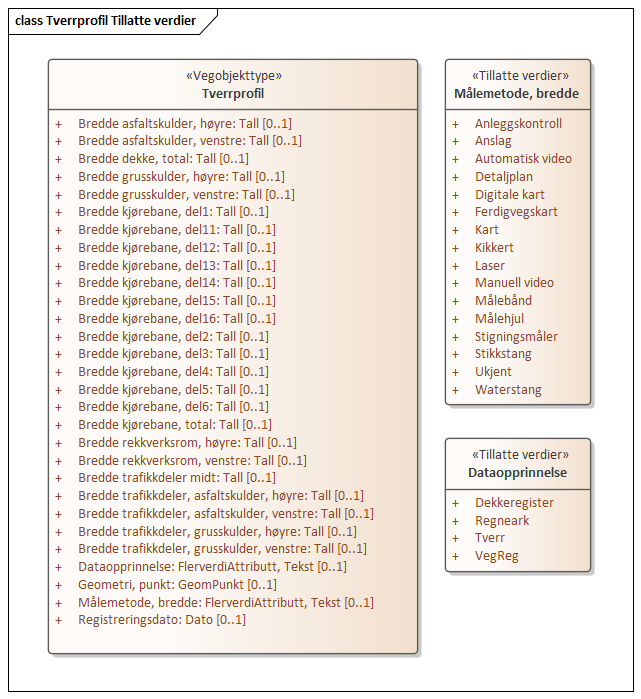 class Tverrprofil Tillatte verdier
«Vegobjekttype»
Tverrprofil
+ Bredde asfaltskulder, høyre: Tall [0..1]
+ Bredde asfaltskulder, venstre: Tall [0..1]
+ Bredde dekke, total: Tall [0..1]
+ Bredde grusskulder, høyre: Tall [0..1]
+ Bredde grusskulder, venstre: Tall [0..1]
+ Bredde kjørebane, del1: Tall [0..1]
+ Bredde kjørebane, del11: Tall [0..1]
+ Bredde kjørebane, del12: Tall [0..1]
+ Bredde kjørebane, del13: Tall [0..1]
+ Bredde kjørebane, del14: Tall [0..1]
+ Bredde kjørebane, del15: Tall [0..1]
+ Bredde kjørebane, del16: Tall [0..1]
+ Bredde kjørebane, del2: Tall [0..1]
+ Bredde kjørebane, del3: Tall [0..1]
+ Bredde kjørebane, del4: Tall [0..1]
+ Bredde kjørebane, del5: Tall [0..1]
+ Bredde kjørebane, del6: Tall [0..1]
+ Bredde kjørebane, total: Tall [0..1]
+ Bredde rekkverksrom, høyre: Tall [0..1]
+ Bredde rekkverksrom, venstre: Tall [0..1]
+ Bredde trafikkdeler midt: Tall [0..1]
+ Bredde trafikkdeler, asfaltskulder, høyre: Tall [0..1]
+ Bredde trafikkdeler, asfaltskulder, venstre: Tall [0..1]
+ Bredde trafikkdeler, grusskulder, høyre: Tall [0..1]
+ Bredde trafikkdeler, grusskulder, venstre: Tall [0..1]
+ Dataopprinnelse: FlerverdiAttributt, Tekst [0..1]
+ Geometri, punkt: GeomPunkt [0..1]
+ Målemetode, bredde: FlerverdiAttributt, Tekst [0..1]
+ Registreringsdato: Dato [0..1]
«Tillatte verdier»
Målemetode, bredde
+ Anleggskontroll
+ Anslag
+ Automatisk video
+ Detaljplan
+ Digitale kart
+ Ferdigvegskart
+ Kart
+ Kikkert
+ Laser
+ Manuell video
+ Målebånd
+ Målehjul
+ Stigningsmåler
+ Stikkstang
+ Ukjent
+ Waterstang
«Tillatte verdier»
Dataopprinnelse
+ Dekkeregister
+ Regneark
+ Tverr
+ VegReg